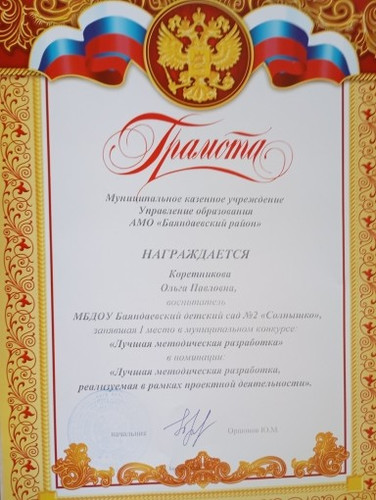 Грамота
Муниципальное казенное учреждение
Управление образования
АМО «Баяндаевский район»
НАГРАЖДАЕТСЯ
Коретникова
Ольга Павловна,
воспитатель
МБДОУ Баяндаевский детский сад №2 «Солнышко»,
занявшая 1 место в муниципальном конкурсе:
«Лучшая методическая разработка»
в номинации:
«Лучшая методическая разработка,
реализуемая в рамках проектной деятельности».
начальник